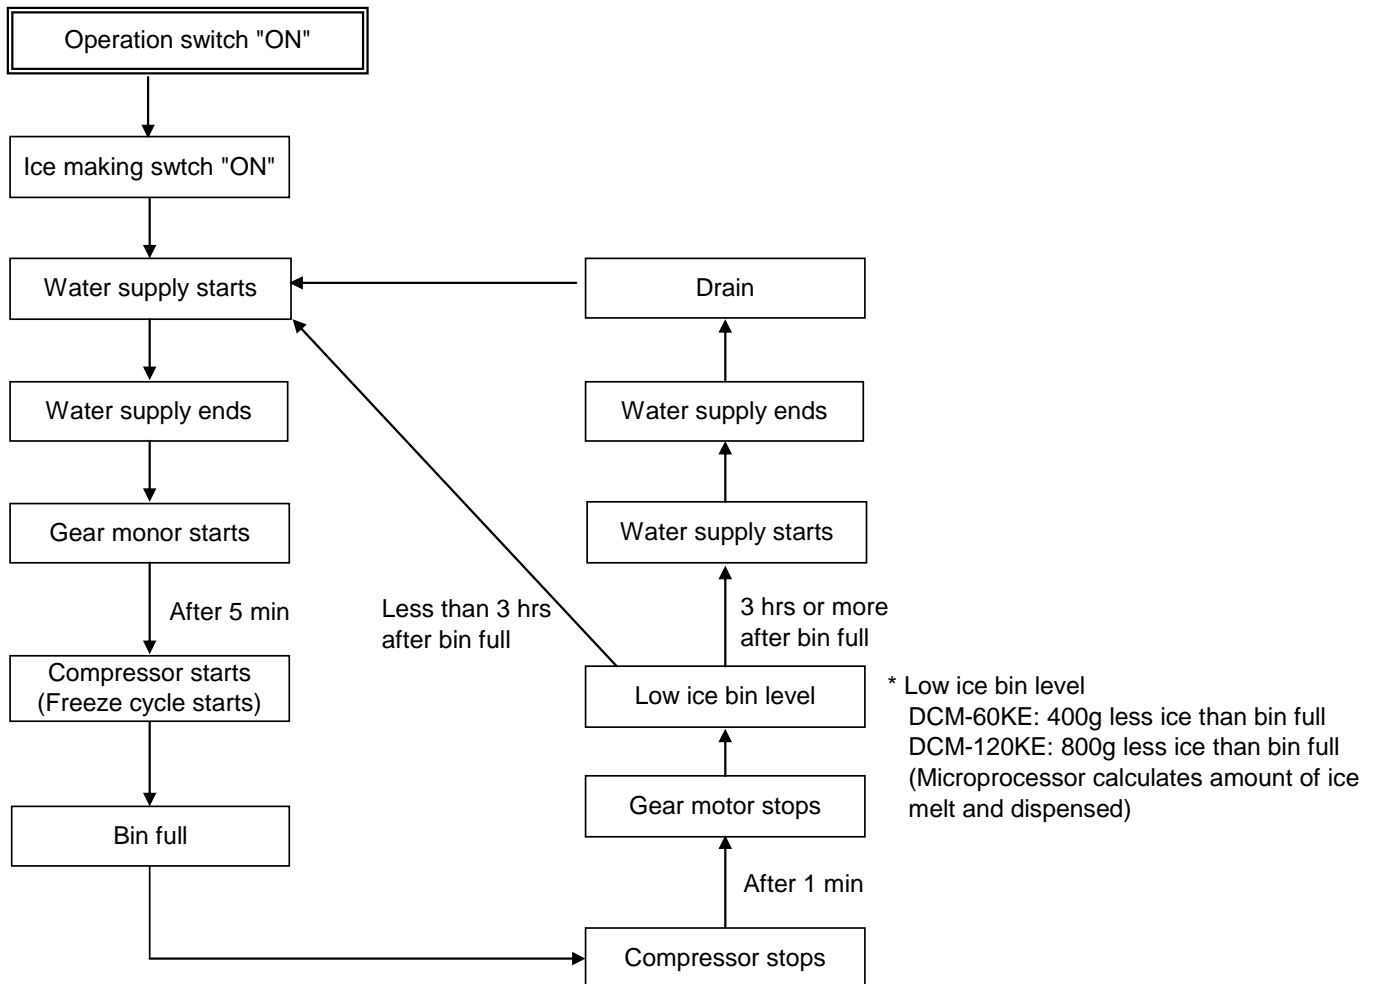 Operation switch "ON"
Ice making swtch "ON"
Water supply starts
Water supply ends
Gear monor starts
After 5 min
Compressor starts
(Freeze cycle starts)
Bin full
Compressor stops
After 1 min
Gear motor stops
Low ice bin level
Less than 3 hrs
after bin full
3 hrs or more
after bin full
Water supply starts
Water supply ends
Drain
* Low ice bin level
DCM-60KE: 400g less ice than bin full
DCM-120KE: 800g less ice than bin full
(Microprocessor calculates amount of ice
melt and dispensed)